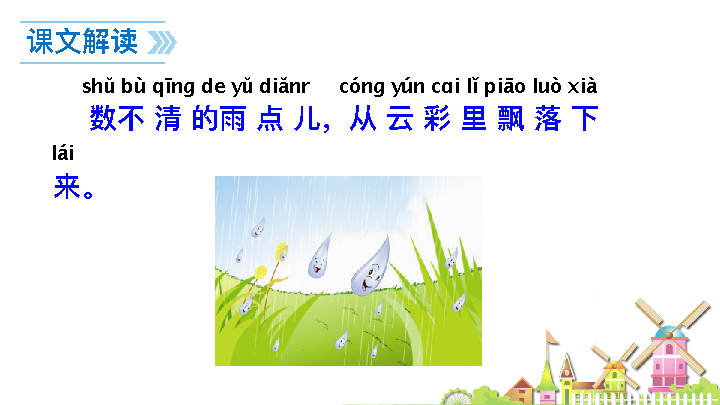 课文解读
shǔ bù qīng de yǔ diǎnr cóng yún cɑi lǐ piāo luò xià
数不 清 的雨 点 儿，从 云 彩 里 飘 落 下
lái
来。